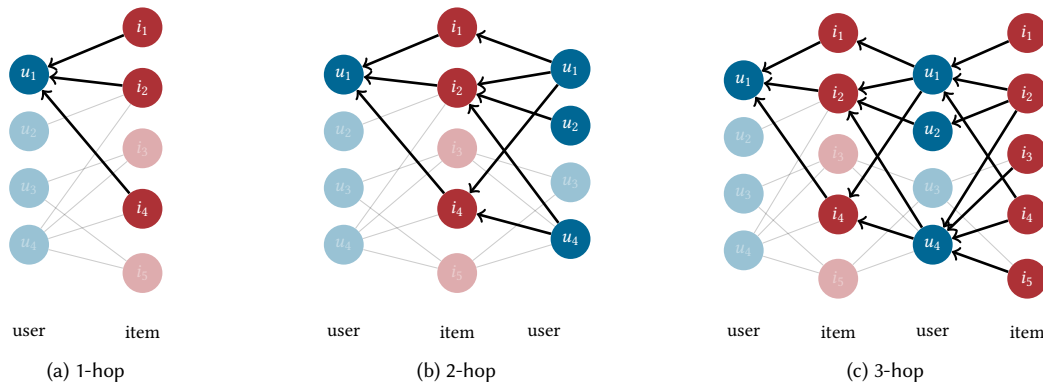 i1
u1
i2
u2
i3
u3
i4
u4
i5
user item
(a) 1-hop
i1
u1 u1
i2
u2 u2
i3
u3 u3
i4
u4 u4
i5
user item user
(b) 2-hop
i1 i1
u1 u1
i2 i2
u2 u2
i3 i3
u3 u3
i4 i4
u4 u4
i5 i5
user item user item
(c) 3-hop